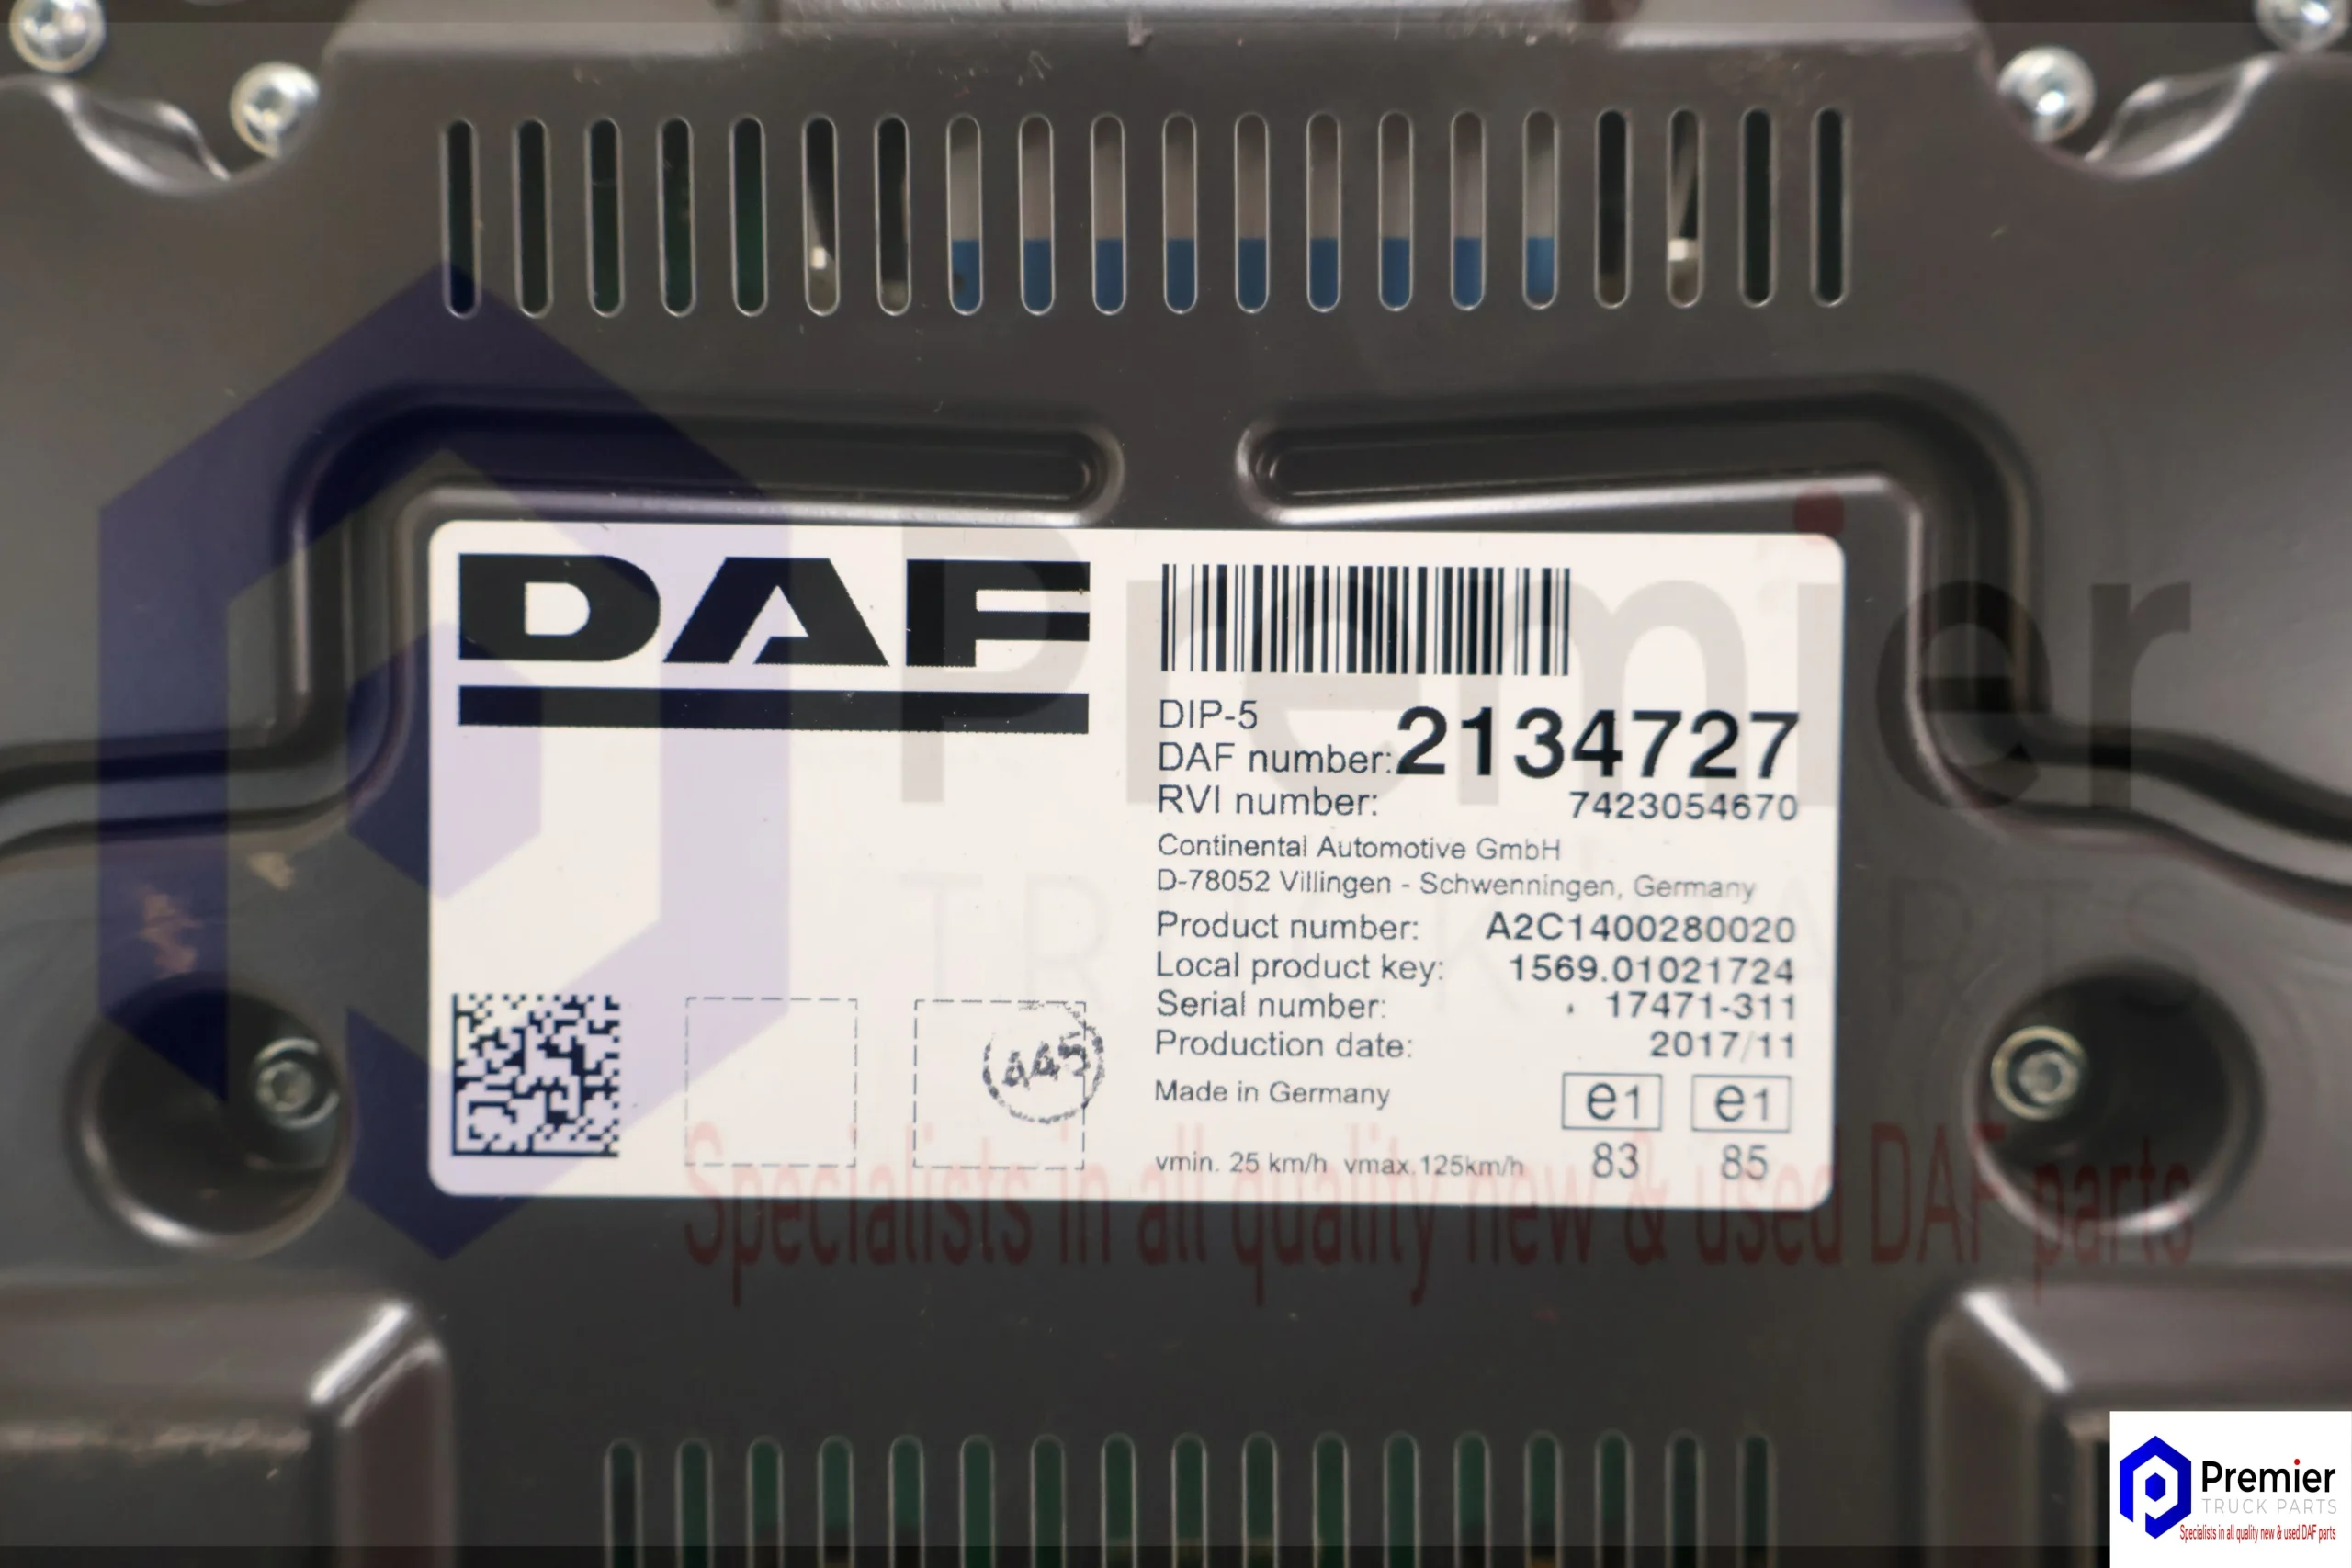 DAF
DIP-5
DAF number: 2134727
RVI number: 7423054670
Continental Automotive GmbH
D-78052 Villingen - Schwenningen, Germany
Product number: A2C1400280020
Local product key: 1569.01021724
Serial number: 17471-311
Production date: 2017/11
Made in Germany
e1 e1
83 85
vmin. 25 km/h vmax.125km/h
445
Premier
TRUCK PARTS
Specialists in all quality new & used DAF parts
Premier
TRUCK PARTS
Specialists in all quality new & used DAF parts